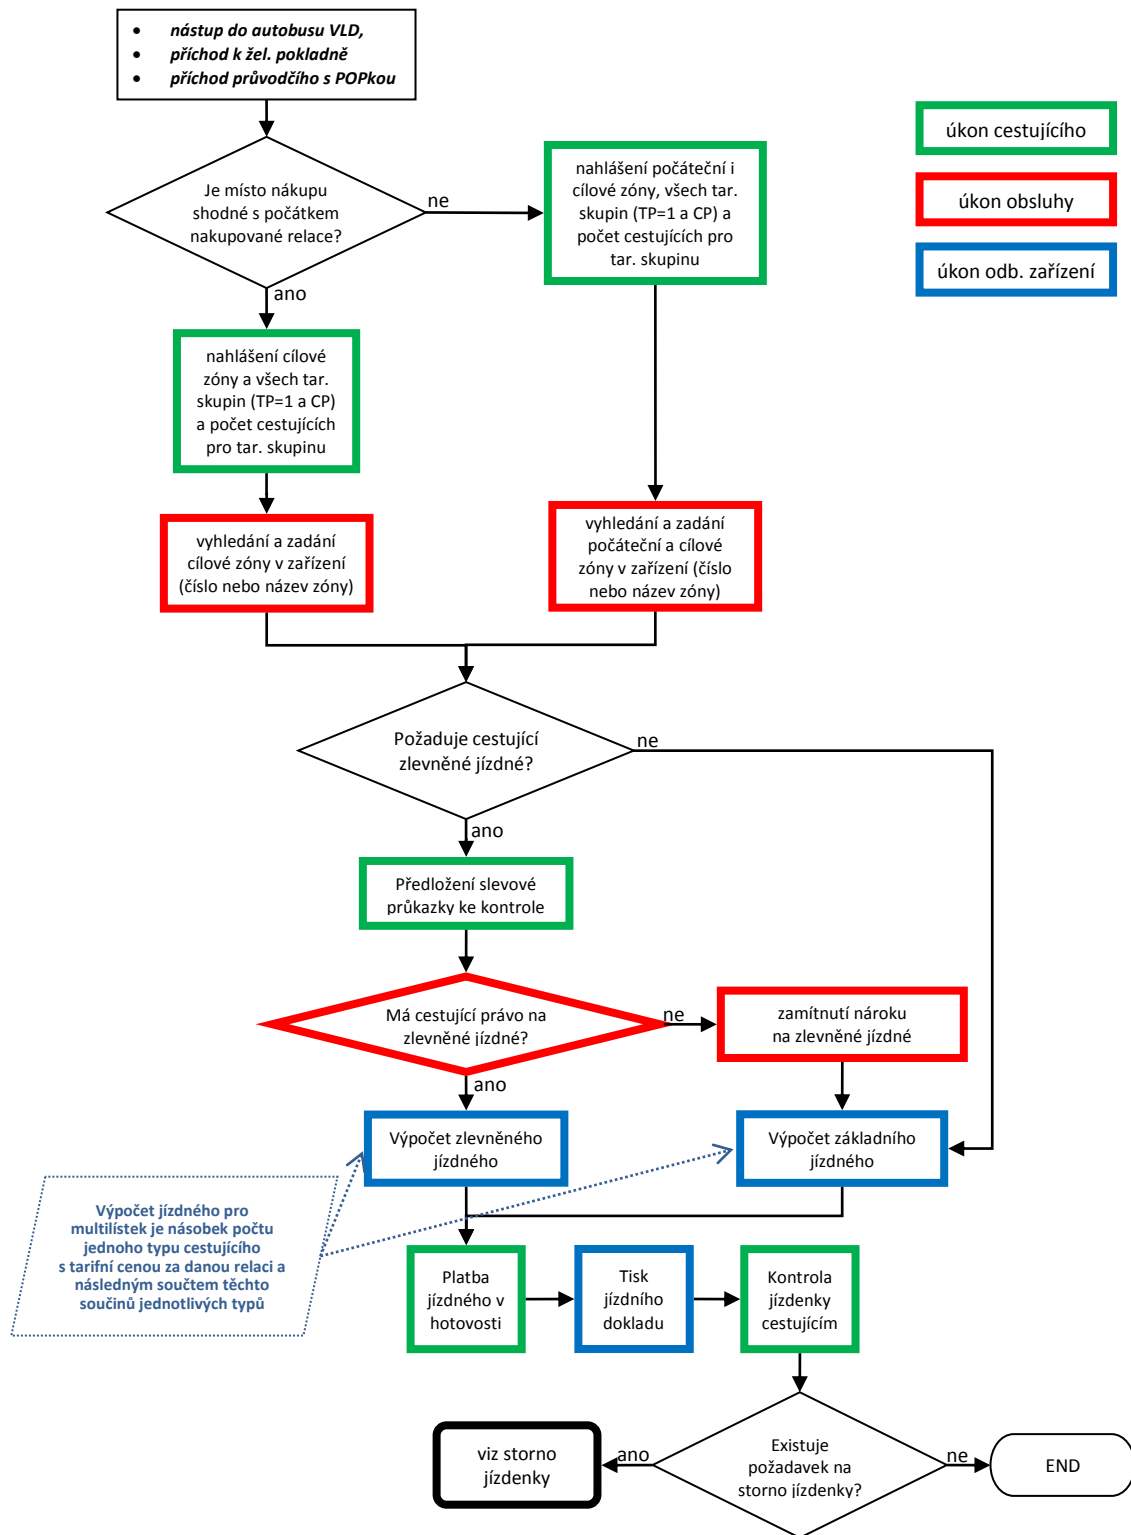 • nástup do autobusu VLD,
• příchod k žel. pokladně
• příchod průvodčího s POPkou
úkon cestujícího
úkon obsluhy
úkon odb. zařízení
Je místo nákupu
shodné s počátkem
nakupované relace?
ne
ano
nahlášení počáteční i
cílové zóny, všech tar.
skupin (TP=1 a CP) a
počet cestujících pro
tar. skupinu
nahlášení cílové
zóny a všech tar.
skupin (TP=1 a CP)
a počet cestujících
pro tar. skupinu
vyhledání a zadání
cílové zóny v zařízení
(číslo nebo název zóny)
vyhledání a zadání
počáteční a cílové
zóny v zařízení (číslo
nebo název zóny)
Požaduje cestující
zlevněné jízdné?
ne
ano
Předložení slevové
průkazky ke kontrole
Má cestující právo na
zlevněné jízdné?
ne
ano
zamítnutí nároku
na zlevněné jízdné
Výpočet zlevněného
jízdného
Výpočet základního
jízdného
Výpočet jízdného pro
multilístek je násobek počtu
jednoho typu cestujícího
s tarifní cenou za danou relaci a
následným součtem těchto
součinů jednotlivých typů
Platba
jízdného v
hotovosti
Tisk
jízdního
dokladu
Kontrola
jízdenky
cestujícím
Existuje
požadavek na
storno jízdenky?
ano
ne
viz storno
jízdenky
END